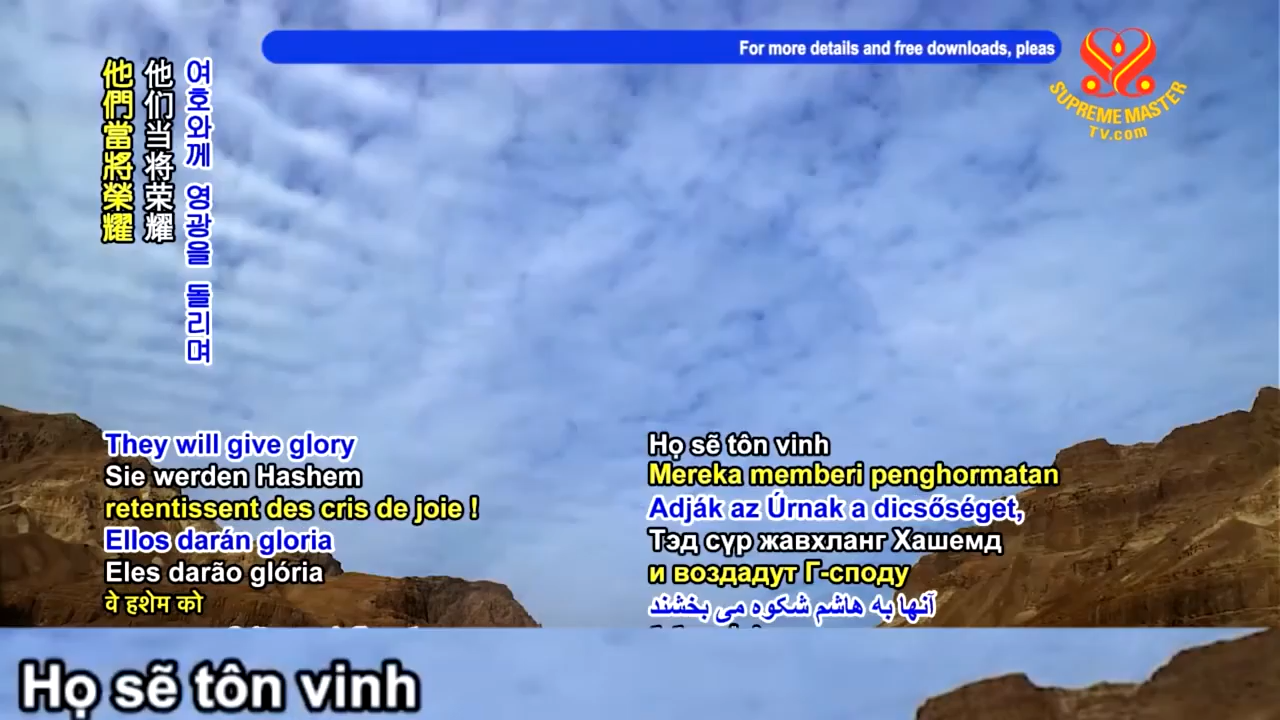 For more details and free downloads, pleas
SUPREME MASTER
TV.com
他們當將榮耀
他们当将荣耀
여호와께 영광을 돌리며
They will give glory
Sie werden Hashem
retentissent des cris de joie !
Ellos darán gloria
Eles darão glória
वे हशेम को
Họ sẽ tôn vinh
Mereka memberi penghormatan
Adják az Úrnak a dicsőséget,
Тэд сүр жавхланг Хашемд
и воздадут Г-споду
آنها به هاشم شکوه می بخشند
Họ sẽ tôn vinh